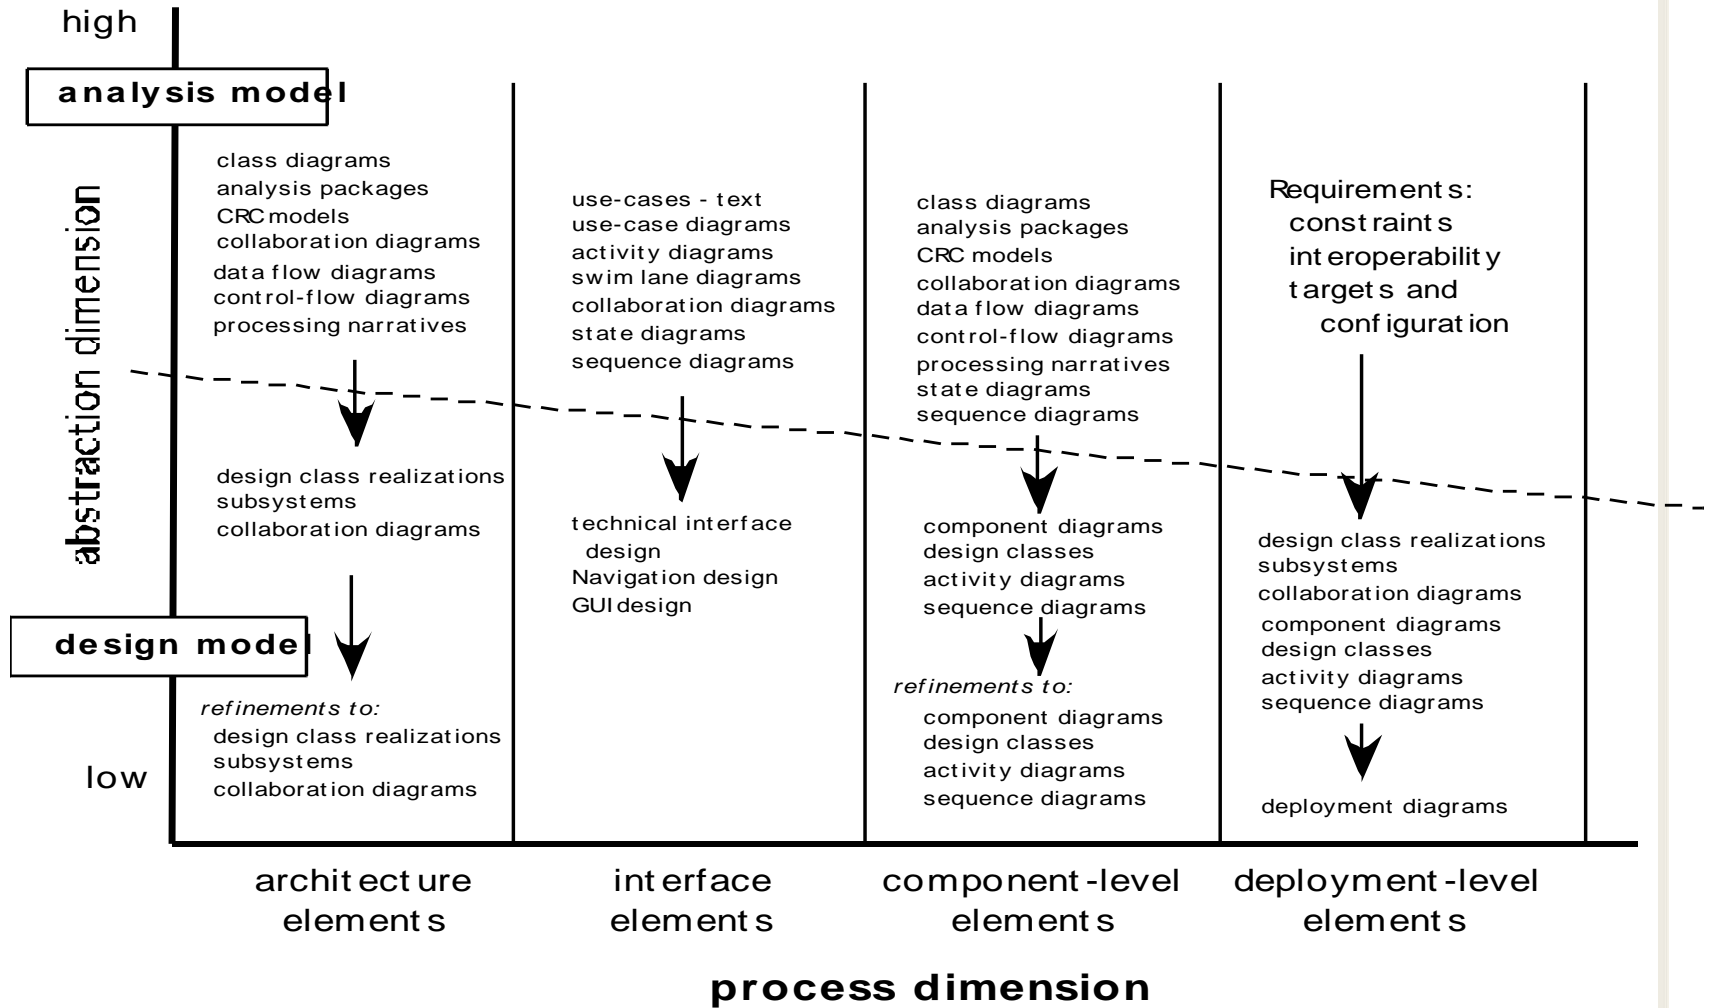 high
analysis model
abstraction dimension
class diagrams
analysis packages
CRC models
collaboration diagrams
data flow diagrams
control-flow diagrams
processing narratives
design class realizations
subsystems
collaboration diagrams
design model
refinements to:
design class realizations
subsystems
collaboration diagrams
low
use-cases - text
use-case diagrams
activity diagrams
swim lane diagrams
collaboration diagrams
state diagrams
sequence diagrams
technical interface
design
Navigation design
GUI design
class diagrams
analysis packages
CRC models
collaboration diagrams
data flow diagrams
control-flow diagrams
processing narratives
state diagrams
sequence diagrams
component diagrams
design classes
activity diagrams
sequence diagrams
refinements to:
component diagrams
design classes
activity diagrams
sequence diagrams
Requirements:
constraints
interoperability
targets and
configuration
design class realizations
subsystems
collaboration diagrams
component diagrams
design classes
activity diagrams
sequence diagrams
deployment diagrams
architecture
elements
interface
elements
component-level
elements
deployment-level
elements
process dimension